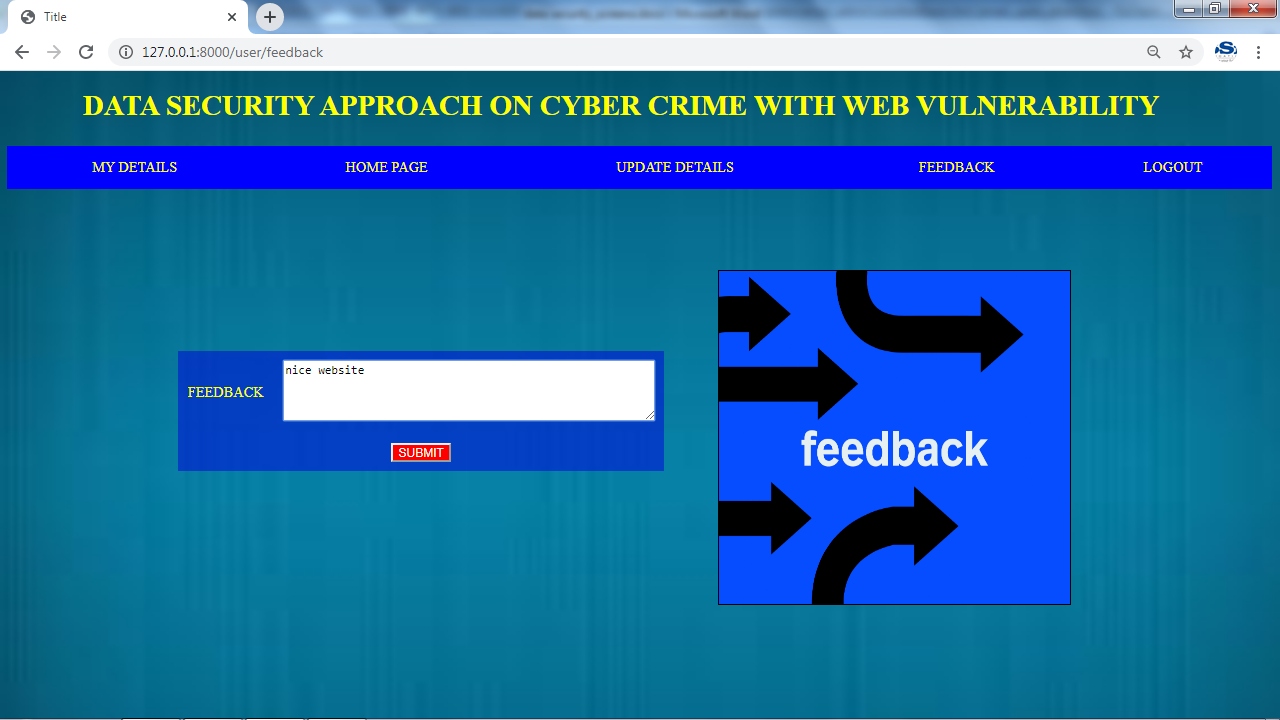 Title
127.0.0.1:8000/user/feedback
DATA SECURITY APPROACH ON CYBER CRIME WITH WEB VULNERABILITY
MY DETAILS HOME PAGE UPDATE DETAILS FEEDBACK LOGOUT
FEEDBACK nice website
SUBMIT
feedback